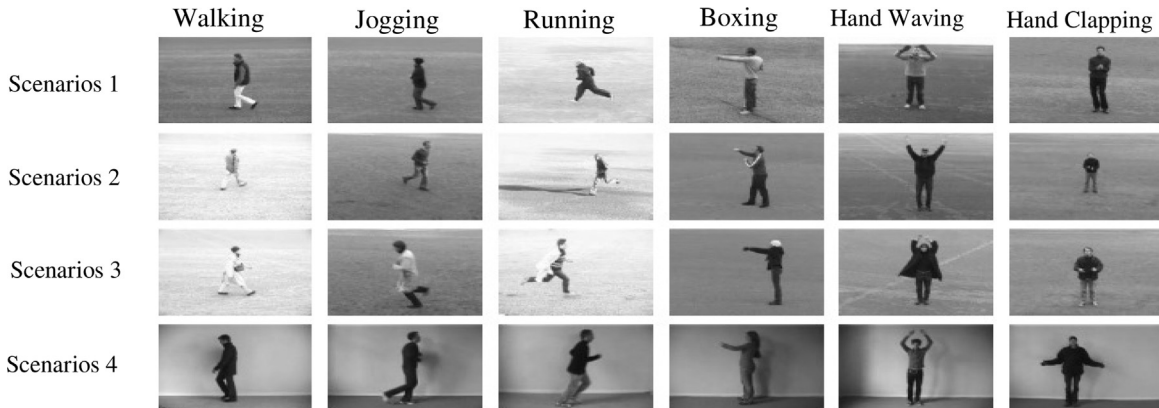 Walking Jogging Running Boxing Hand Waving Hand Clapping
Scenarios 1
Scenarios 2
Scenarios 3
Scenarios 4